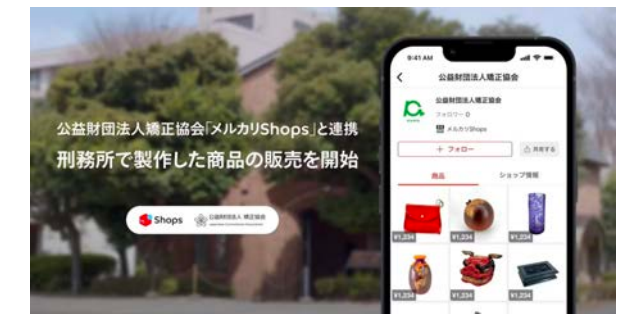 公益財団法人矯正協会「メルカリShops」と連携
刑務所で製作した商品の販売を開始
Shops
公益財団法人 矯正協会
9:41 AM
公益財団法人矯正協会
公益財団法人矯正協会
フォロワー 0
メルカリShops
+ フォロー
共有する
商品
ショップ情報
¥1,234
¥1,234
¥1,234
¥1,234
¥1,234
¥1,234